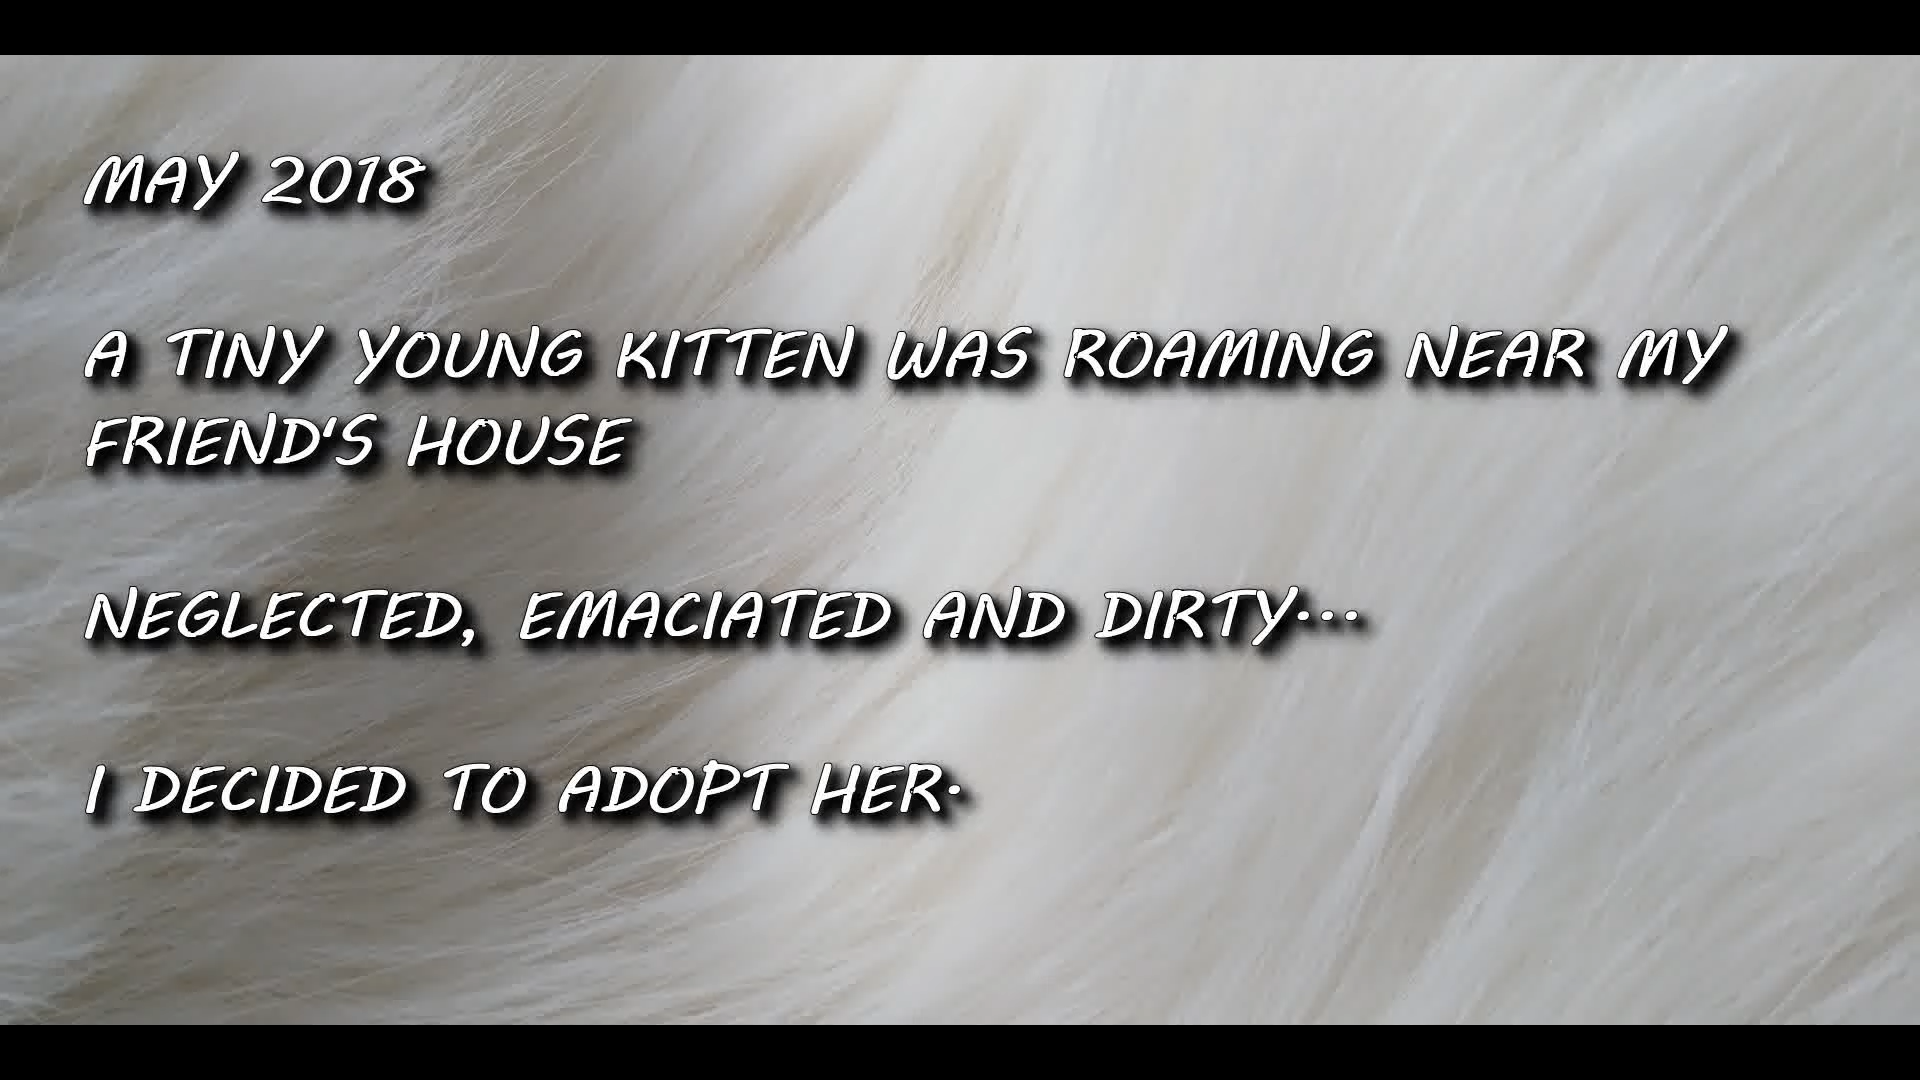 MAY 2018
A TINY YOUNG KITTEN WAS ROAMING NEAR MY
FRIEND'S HOUSE
NEGLECTED, EMACIATED AND DIRTY...
I DECIDED TO ADOPT HER.